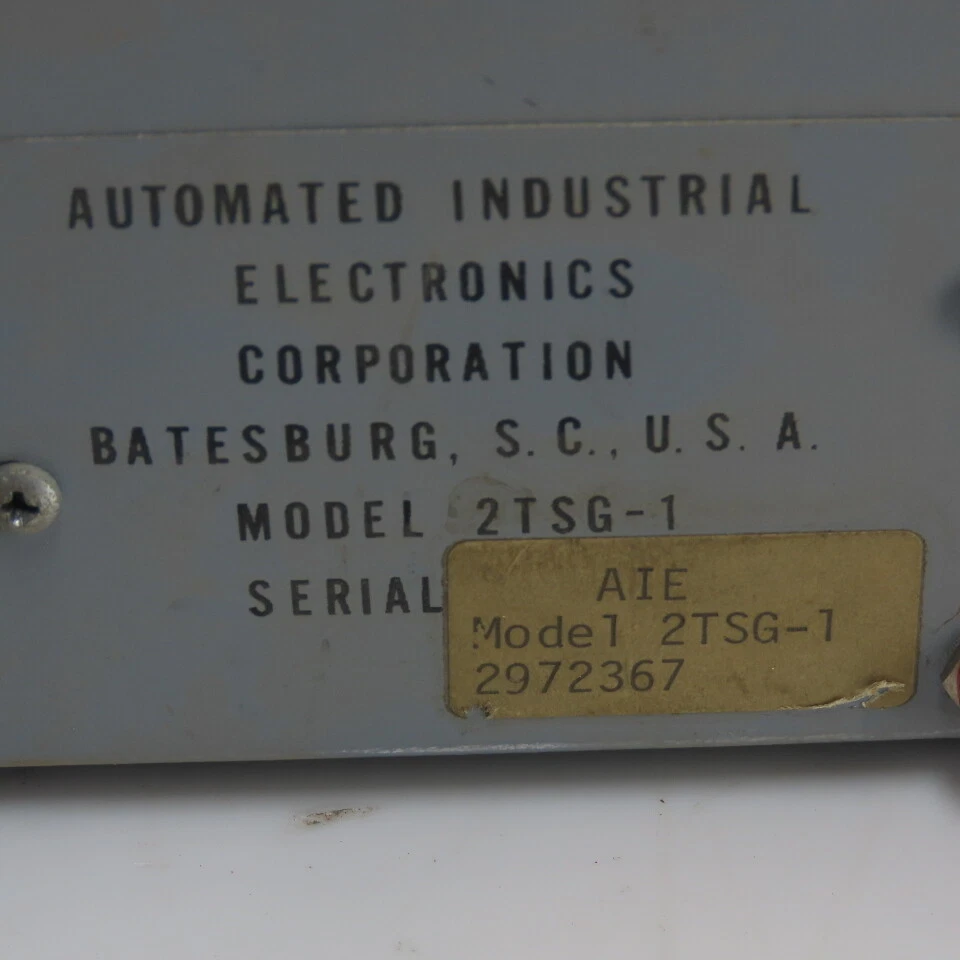 AUTOMATED INDUSTRIAL
ELECTRONICS
CORPORATION
BATESBURG, S.C., U.S.A.
MODEL 2TSG-1
SERIAL
AIE
Model 2TSG-1
2972367